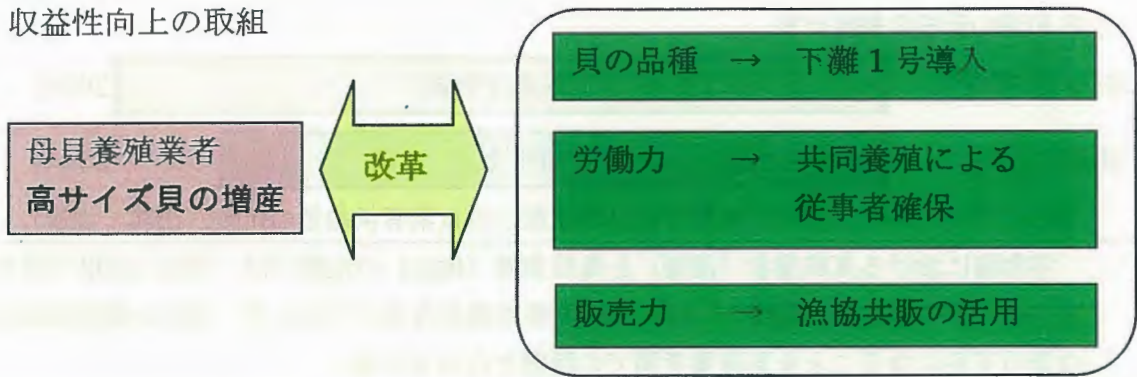 収益性向上の取組
母貝養殖業者
高サイズ貝の増産
改革
貝の品種 → 下灘1号導入
労働力 → 共同養殖による
従事者確保
販売力 → 漁協共販の活用